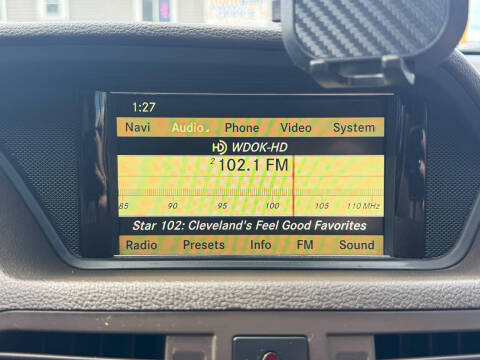 1:27
Navi Audio Phone Video System
HD WDOK-HD
2 102.1 FM
85 90 95 100 105 110 MHz
Star 102: Cleveland's Feel Good Favorites
Radio Presets Info FM Sound